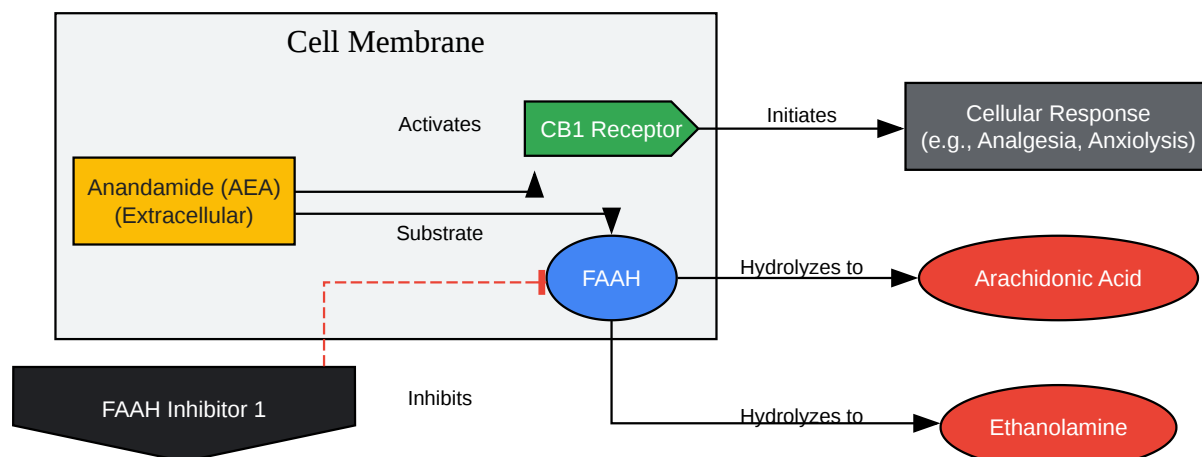 Cell Membrane
Activates
CB1 Receptor
Initiates
Cellular Response
(e.g., Analgesia, Anxiolysis)
Anandamide (AEA)
(Extracellular)
Substrate
FAAH
Hydrolyzes to
Arachidonic Acid
FAAH Inhibitor 1
Inhibits
Hydrolyzes to
Ethanolamine